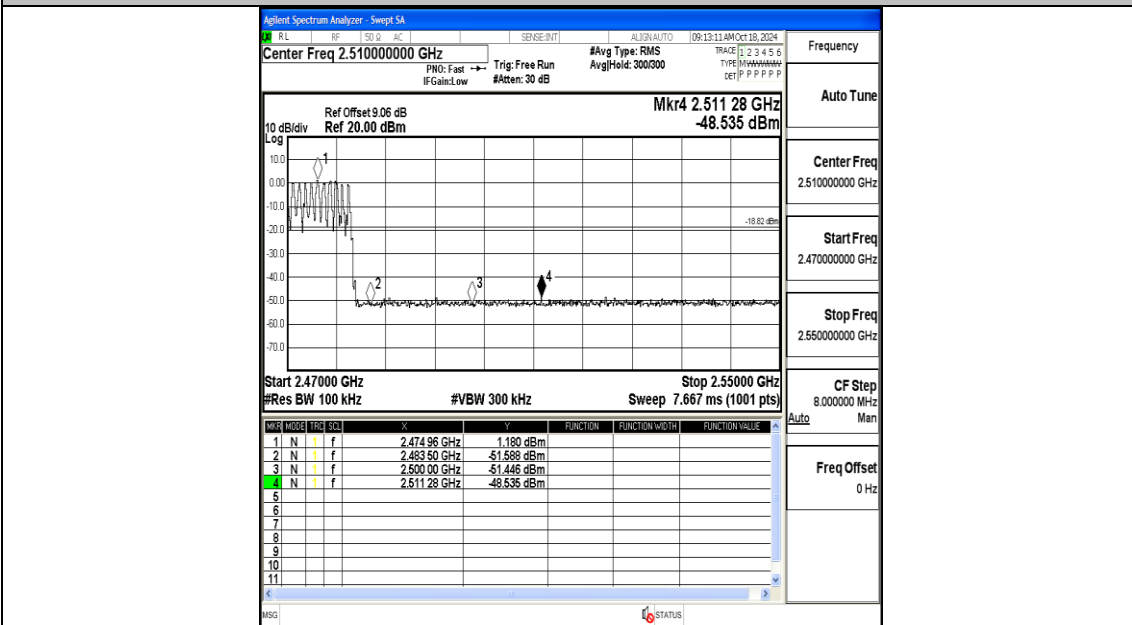 Agilent Spectrum Analyzer - Swept SA
RL RF 50 Ω AC SENSE:INT ALIGN AUTO 09:13:11 AM Oct 18, 2024
Center Freq 2.510000000 GHz #Avg Type: RMS TRACE 1 2 3 4 5 6
PNO: Fast Trig: Free Run Avg|Hold: 300/300 TYPE
IFGain:Low #Atten: 30 dB DET P P P P P P
Mkr4 2.511 28 GHz
Ref Offset 9.06 dB
-48.535 dBm
10 dB/div Ref 20.00 dBm
Log
10.0
0.00
-10.0
-20.0
-30.0
-40.0
-50.0
-60.0
-70.0
1
2
3
4
-18.82 dBm
Start 2.47000 GHz Stop 2.55000 GHz
#Res BW 100 kHz #VBW 300 kHz Sweep 7.667 ms (1001 pts)
MKR MODE TRC SCL X Y FUNCTION FUNCTION WIDTH FUNCTION VALUE
1 N 1 f 2.474 96 GHz 1.180 dBm
2 N 1 f 2.483 50 GHz -51.588 dBm
3 N 1 f 2.500 00 GHz -51.446 dBm
4 N 1 f 2.511 28 GHz -48.535 dBm
5
6
7
8
9
10
11
MSG STATUS
Frequency
Auto Tune
Center Freq
2.510000000 GHz
Start Freq
2.470000000 GHz
Stop Freq
2.550000000 GHz
CF Step
8.000000 MHz
Auto Man
Freq Offset
0 Hz